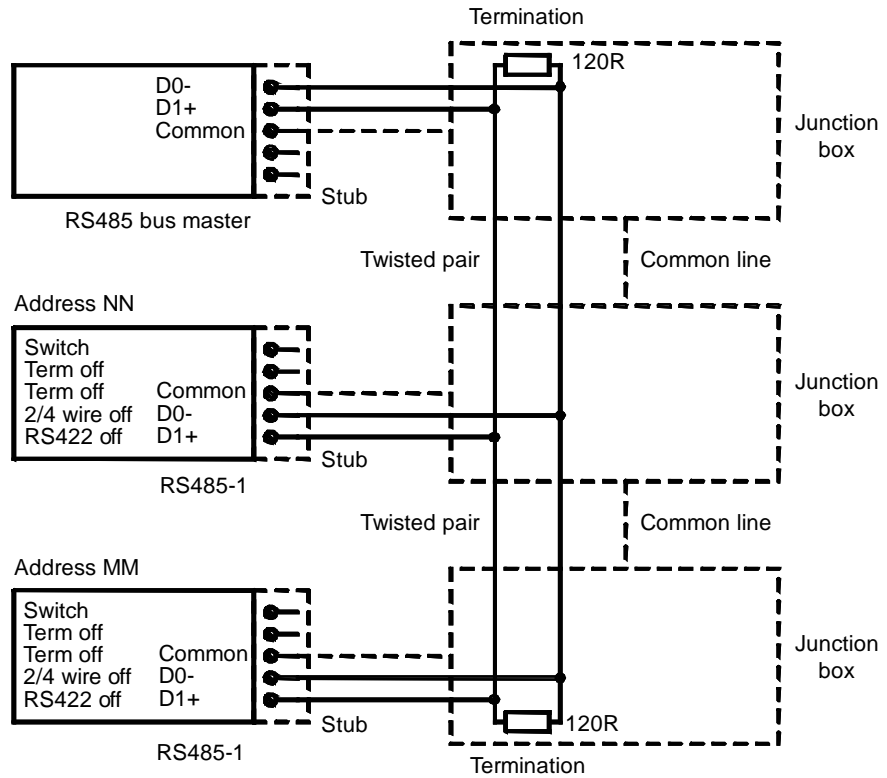 Termination
120R
D0-
D1+
Common
Junction
box
Stub
RS485 bus master
Twisted pair
Common line
Address NN
Switch
Term off
Term off Common
2/4 wire off D0-
RS422 off D1+
Junction
box
Stub
RS485-1
Twisted pair
Common line
Address MM
Switch
Term off
Term off Common
2/4 wire off D0-
RS422 off D1+
Junction
box
Stub
120R
RS485-1
Termination